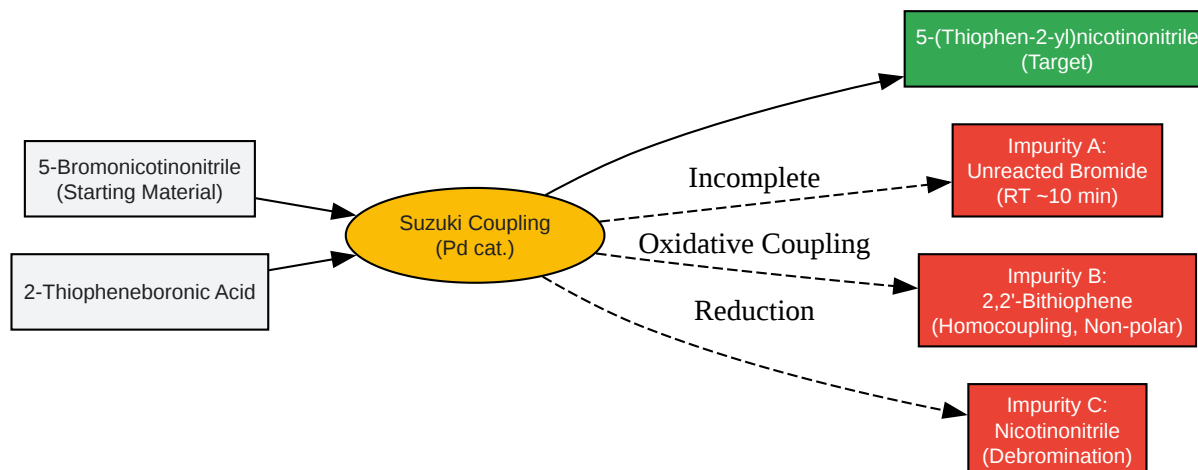 5-Bromonicotinonitrile
(Starting Material)
2-Thiopheneboronic Acid
Suzuki Coupling
(Pd cat.)
Incomplete
Oxidative Coupling
Reduction
5-(Thiophen-2-yl)nicotinonitrile
(Target)
Impurity A:
Unreacted Bromide
(RT ~10 min)
Impurity B:
2,2'-Bithiophene
(Homocoupling, Non-polar)
Impurity C:
Nicotinonitrile
(Debromination)